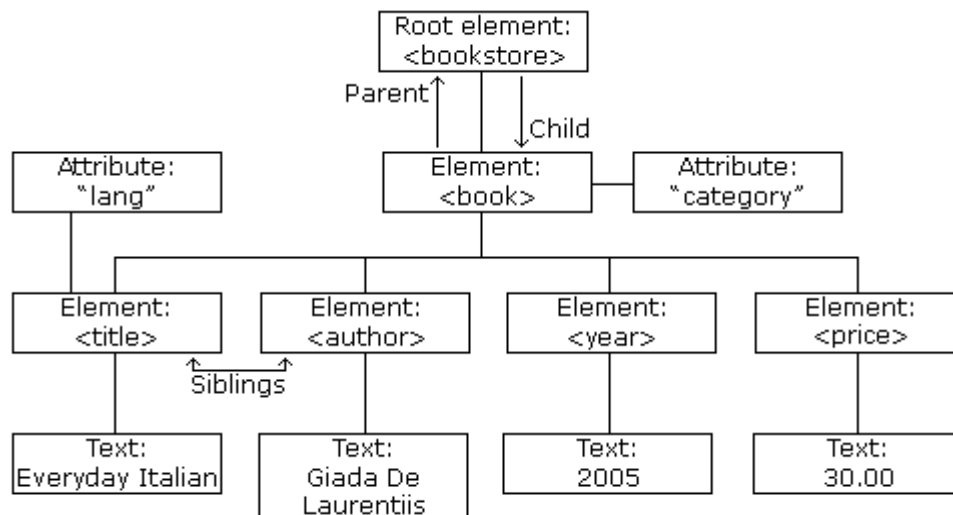 Root element:
<bookstore>
Parent
Child
Attribute:
“lang”
Element:
<book>
Attribute:
“category”
Element:
<title>
Element:
<author>
Element:
<year>
Element:
<price>
Siblings
Text:
Everyday Italian
Text:
Giada De
Laurentiis
Text:
2005
Text:
30.00